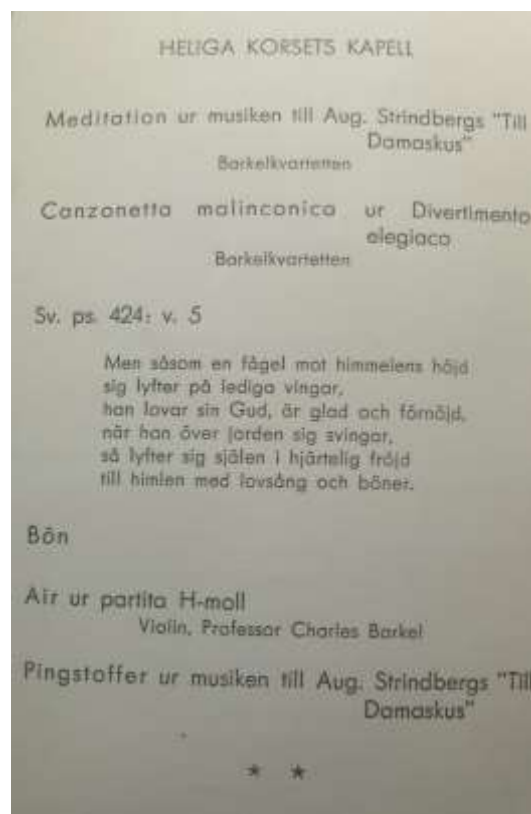 HELIGA KORSETS KAPELL
Meditation ur musiken till Aug. Strindbergs "Till
Damaskus"
Barkelkvartetten
Canzonetta malinconica ur Divertimento
elegiaco
Barkelkvartetten
Sv. ps. 424: v. 5
Men såsom en fågel mot himmelens höjd
sig lyfter på lediga vingar,
han lovar sin Gud, är glad och förnöjd,
när han över jorden sig svingar,
så lyfter sig själen i hjärtelig fröjd
till himlen med lovsång och böner.
Bön
Air ur partita H-moll
Violin, Professor Charles Barkel
Pingstoffer ur musiken till Aug. Strindbergs "Till
Damaskus"
* *